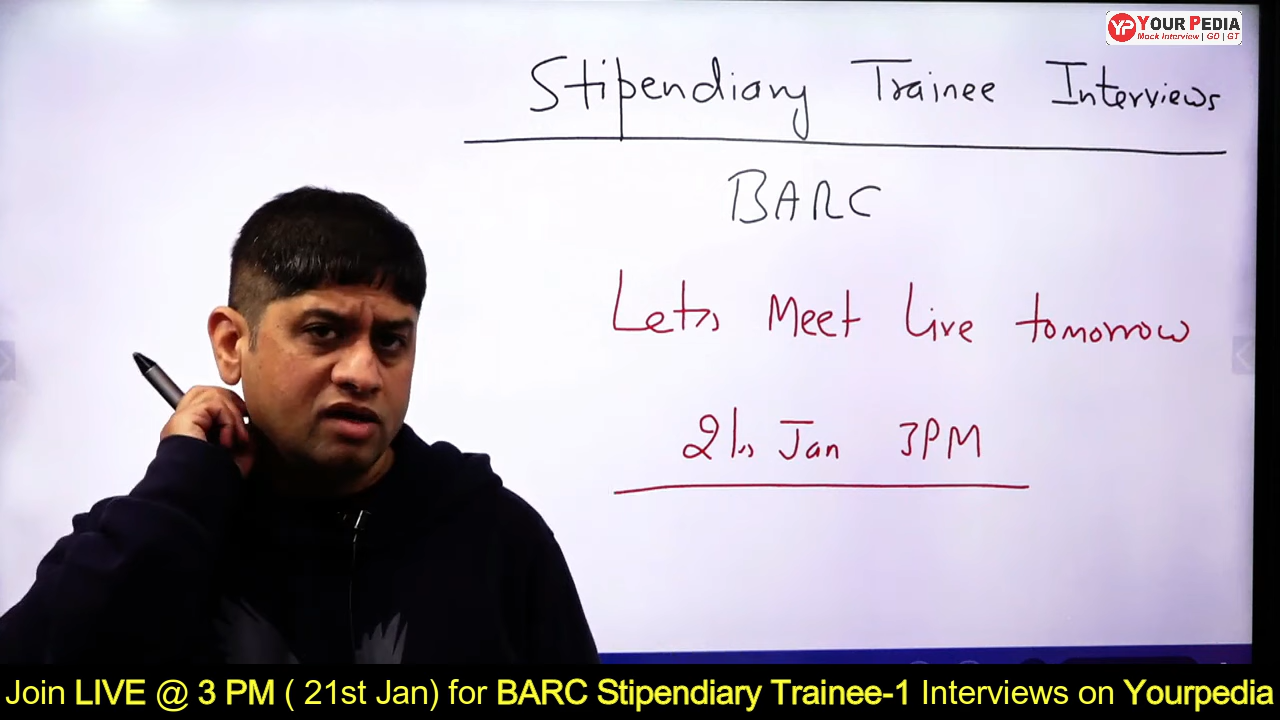 YOUR PEDIA
Mock Interview | GD | GT
Stipendiary Trainee Interviews
BARC
Lets Meet Live tomorrow
21s Jan 3PM
Join LIVE @ 3 PM ( 21st Jan) for BARC Stipendiary Trainee-1 Interviews on Yourpedia